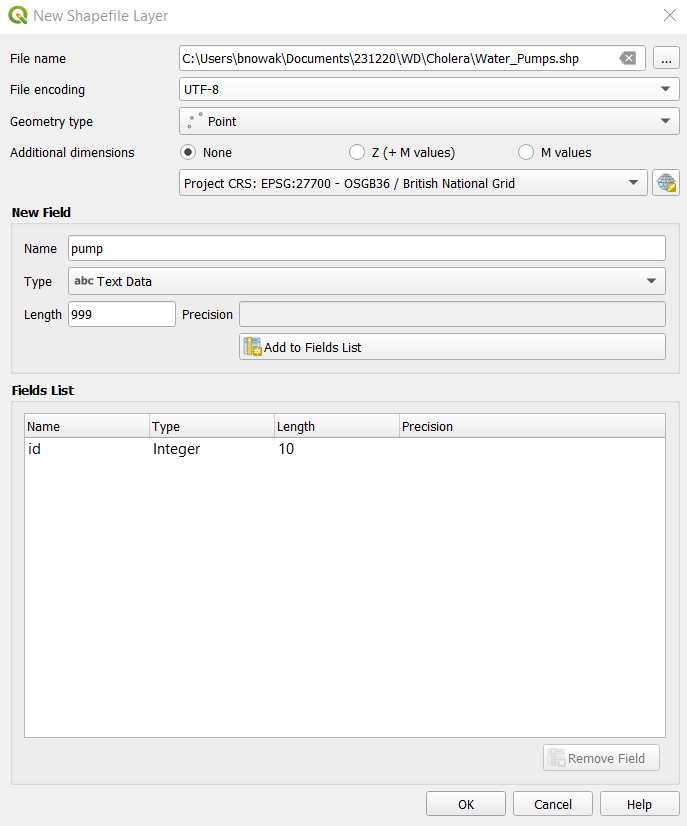 New Shapefile Layer
File name C:\Users\bnowak\Documents\231220\WD\Cholera\Water_Pumps.shp ...
File encoding UTF-8
Geometry type Point
Additional dimensions None Z (+ M values) M values
Project CRS: EPSG:27700 - OSGB36 / British National Grid
New Field
Name pump
Type abc Text Data
Length 999 Precision
Add to Fields List
Fields List
Name Type Length Precision
id Integer 10
Remove Field
OK Cancel Help